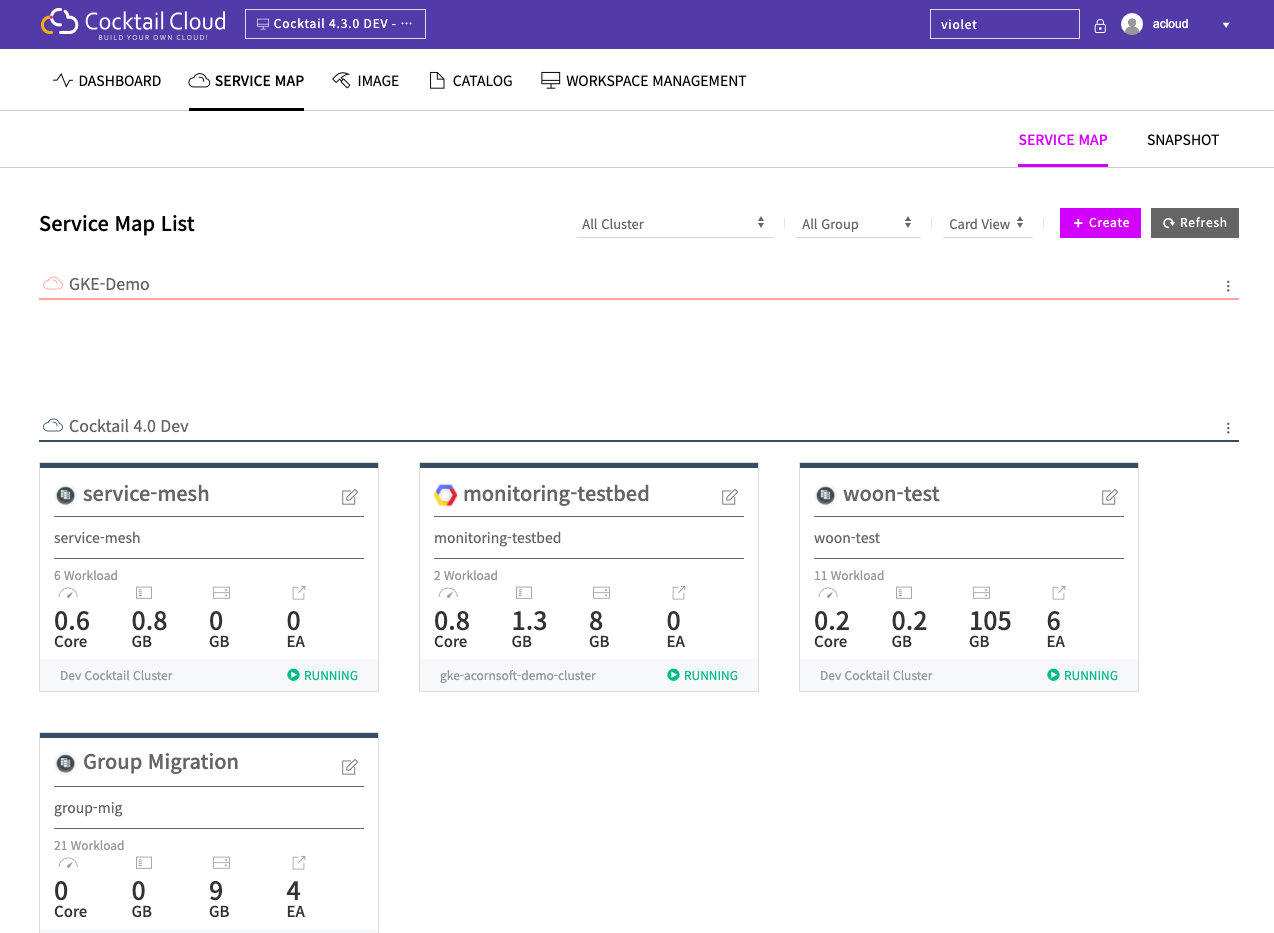 Cocktail Cloud
BUILD YOUR OWN CLOUD!
Cocktail 4.3.0 DEV - ···
violet
acloud
DASHBOARD
SERVICE MAP
IMAGE
CATALOG
WORKSPACE MANAGEMENT
SERVICE MAP
SNAPSHOT
Service Map List
All Cluster
All Group
Card View
+ Create
Refresh
GKE-Demo
Cocktail 4.0 Dev
service-mesh
service-mesh
6 Workload
0.6 0.8 0 0
Core GB GB EA
Dev Cocktail Cluster
RUNNING
monitoring-testbed
monitoring-testbed
2 Workload
0.8 1.3 8 0
Core GB GB EA
gke-acornsoft-demo-cluster
RUNNING
woon-test
woon-test
11 Workload
0.2 0.2 105 6
Core GB GB EA
Dev Cocktail Cluster
RUNNING
Group Migration
group-mig
21 Workload
0 0 9 4
Core GB GB EA